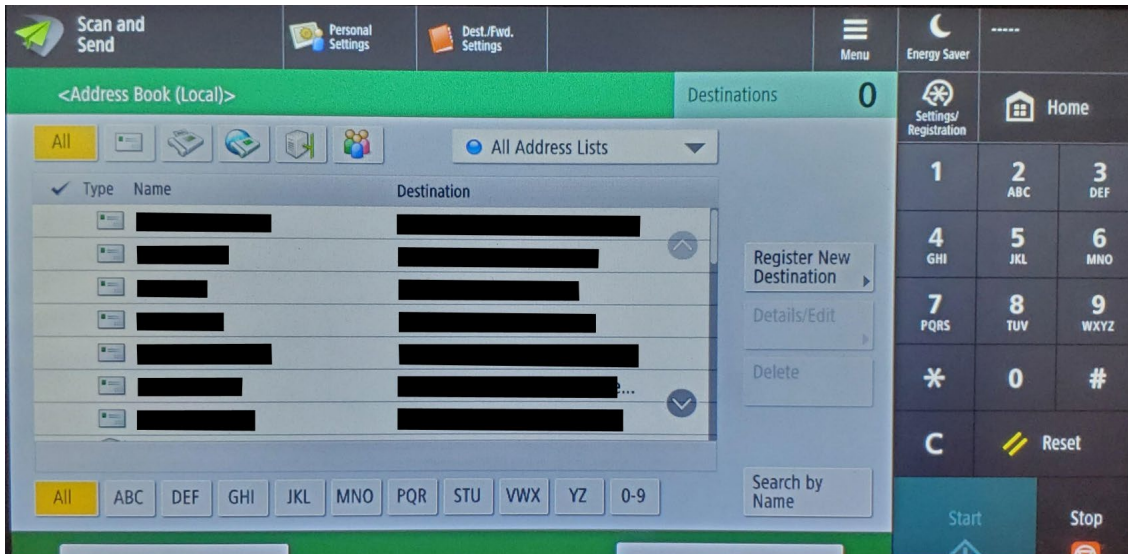 Scan and
Send
Personal
Settings
Dest./Fwd.
Settings
Menu
Energy Saver
-----
<Address Book (Local)>
Destinations
0
Settings/
Registration
Home
All
All Address Lists
Type
Name
Destination
e...
Register New
Destination
Details/Edit
Delete
Search by
Name
All
ABC
DEF
GHI
JKL
MNO
PQR
STU
VWX
YZ
0-9
1
2
ABC
3
DEF
4
GHI
5
JKL
6
MNO
7
PQRS
8
TUV
9
WXYZ
*
0
#
C
Reset
Start
Stop